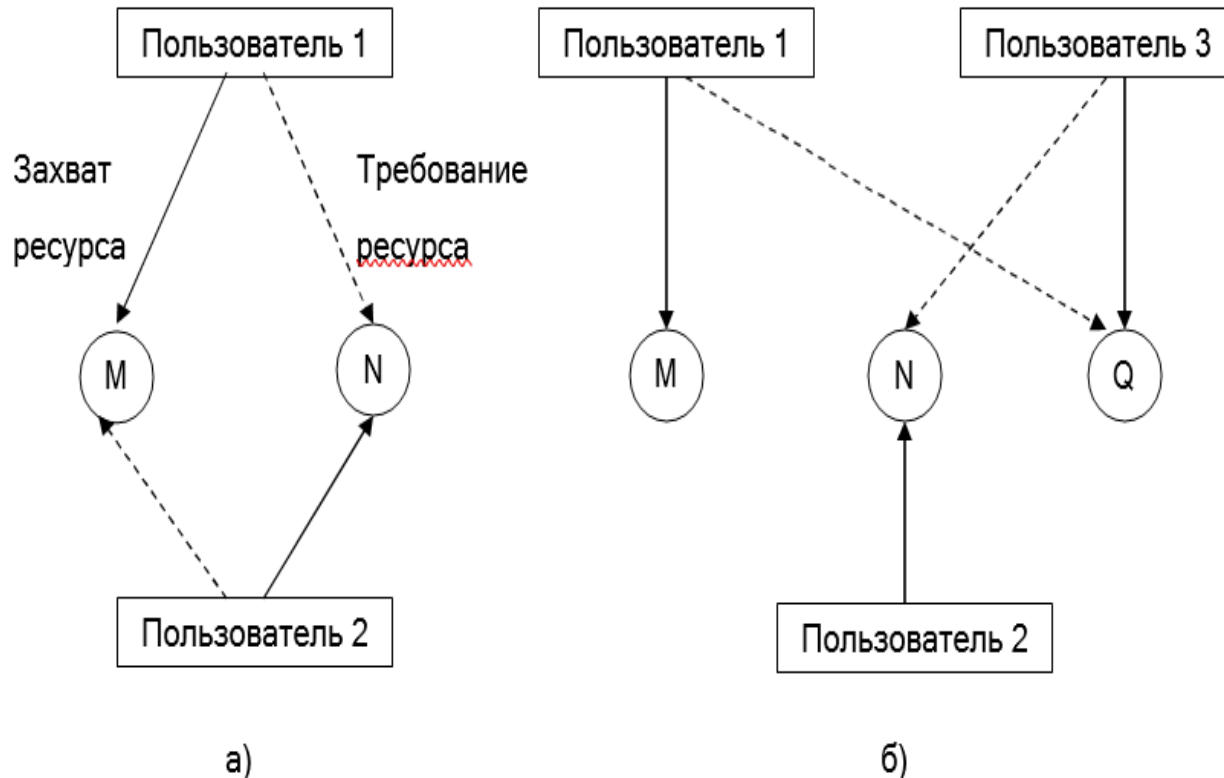 Пользователь 1
Захват
ресурса
Требование
ресурса
M
N
Пользователь 2
а)
Пользователь 1
Пользователь 3
M
N
Q
Пользователь 2
б)